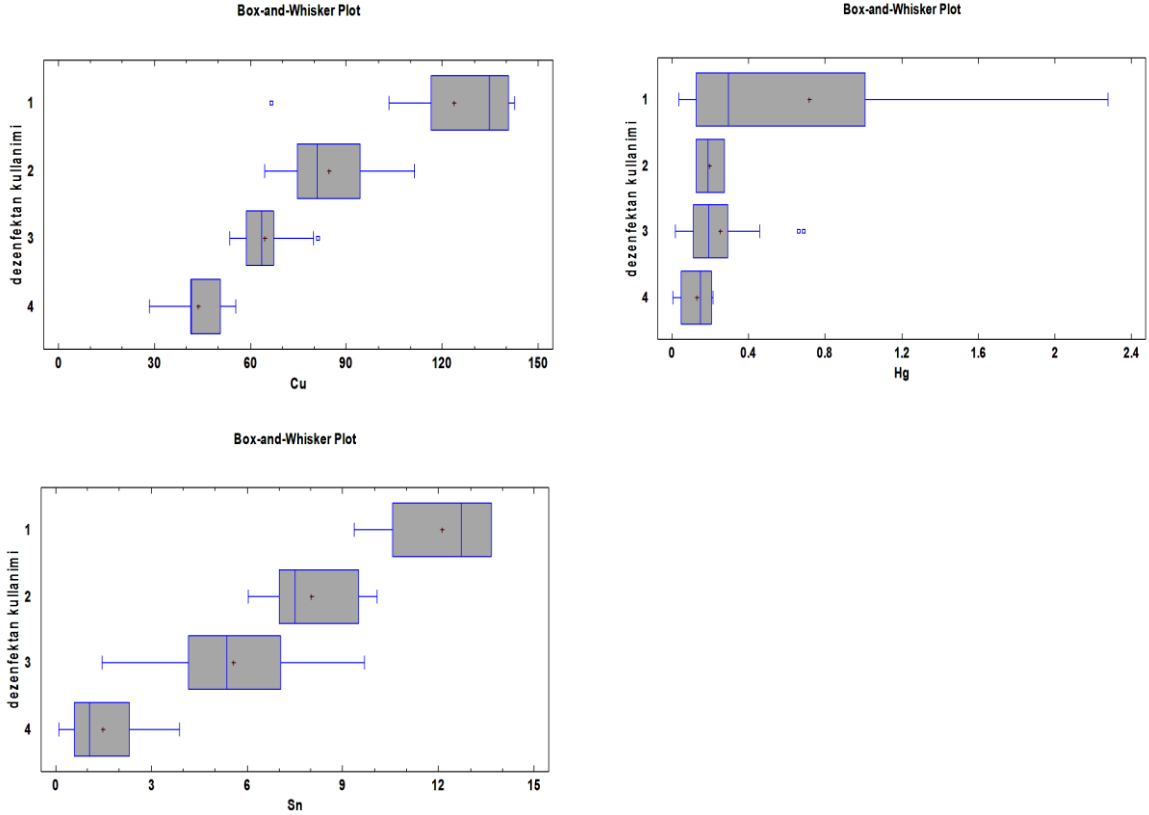 Box-and-Whisker Plot
dezenfektan kullanimi
1
2
3
4
0 30 60 90 120 150
Cu
Box-and-Whisker Plot
dezenfektan kullanimi
1
2
3
4
0 0.4 0.8 1.2 1.6 2 2.4
Hg
Box-and-Whisker Plot
dezenfektan kullanimi
1
2
3
4
0 3 6 9 12 15
Sn